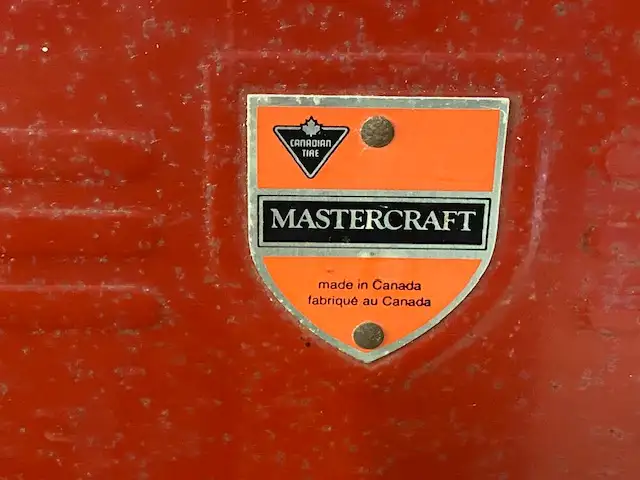 CANADIAN
TIRE
MASTERCRAFT
made in Canada
fabriqué au Canada